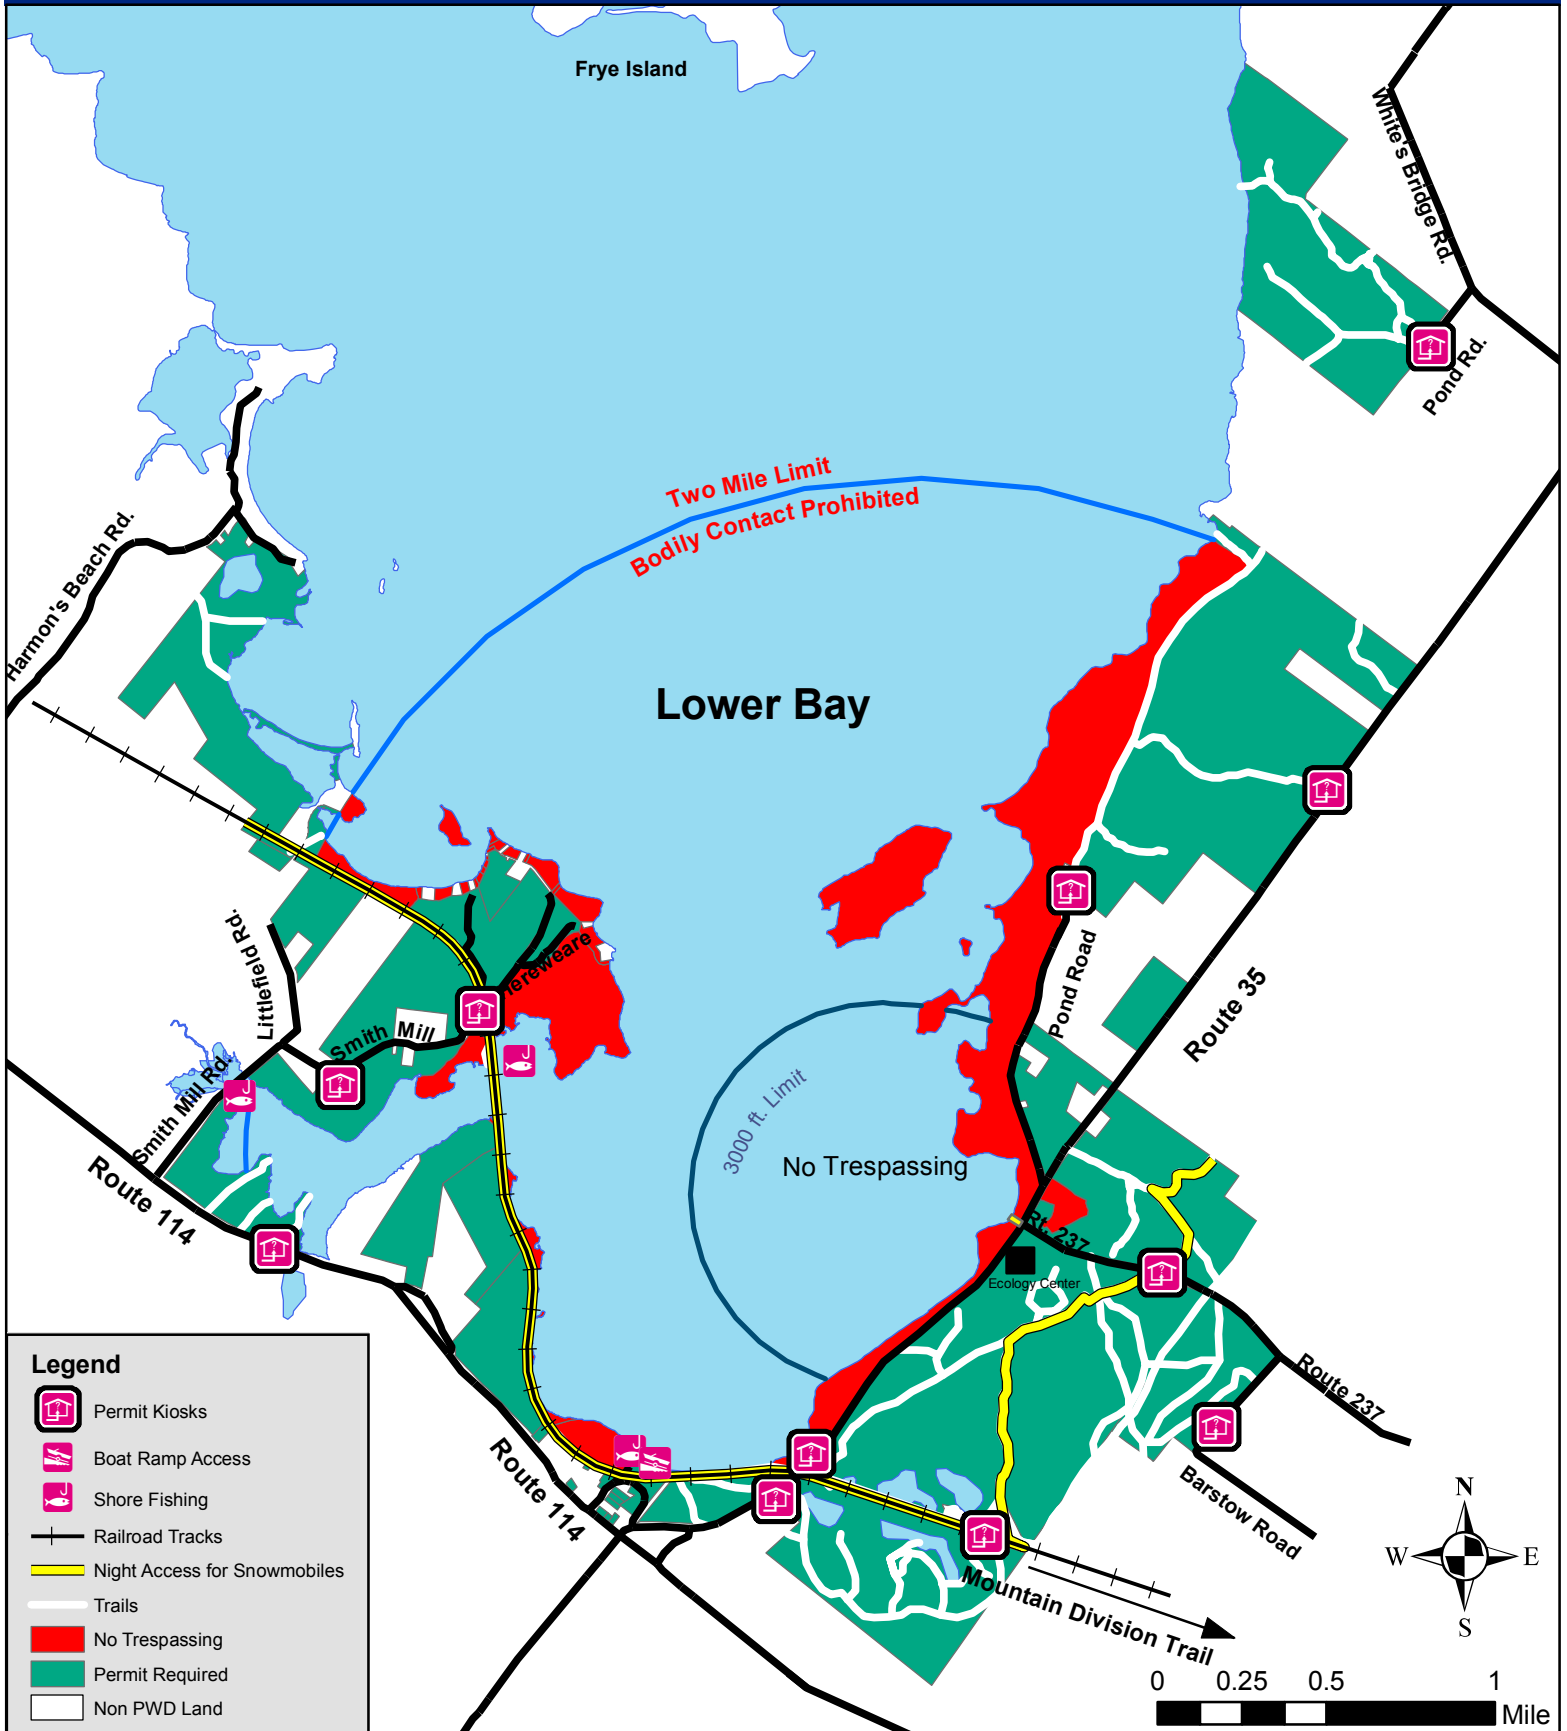 Frye Island
White's Bridge Rd.
Pond Rd.
Two Mile Limit
Bodily Contact Prohibited
Harmon's Beach Rd.
Lower Bay
Littlefield Rd.
Smith Mill
Smith Mill Rd.
Pond Road
Route 35
3000 ft. Limit
No Trespassing
Route 114
Rt. 237
Ecology Center
Route 237
Route 114
Barstow Road
Mountain Division Trail
Legend
Permit Kiosks
Boat Ramp Access
Shore Fishing
Railroad Tracks
Night Access for Snowmobiles
Trails
No Trespassing
Permit Required
Non PWD Land
N
W E
S
0 0.25 0.5 1
Mile